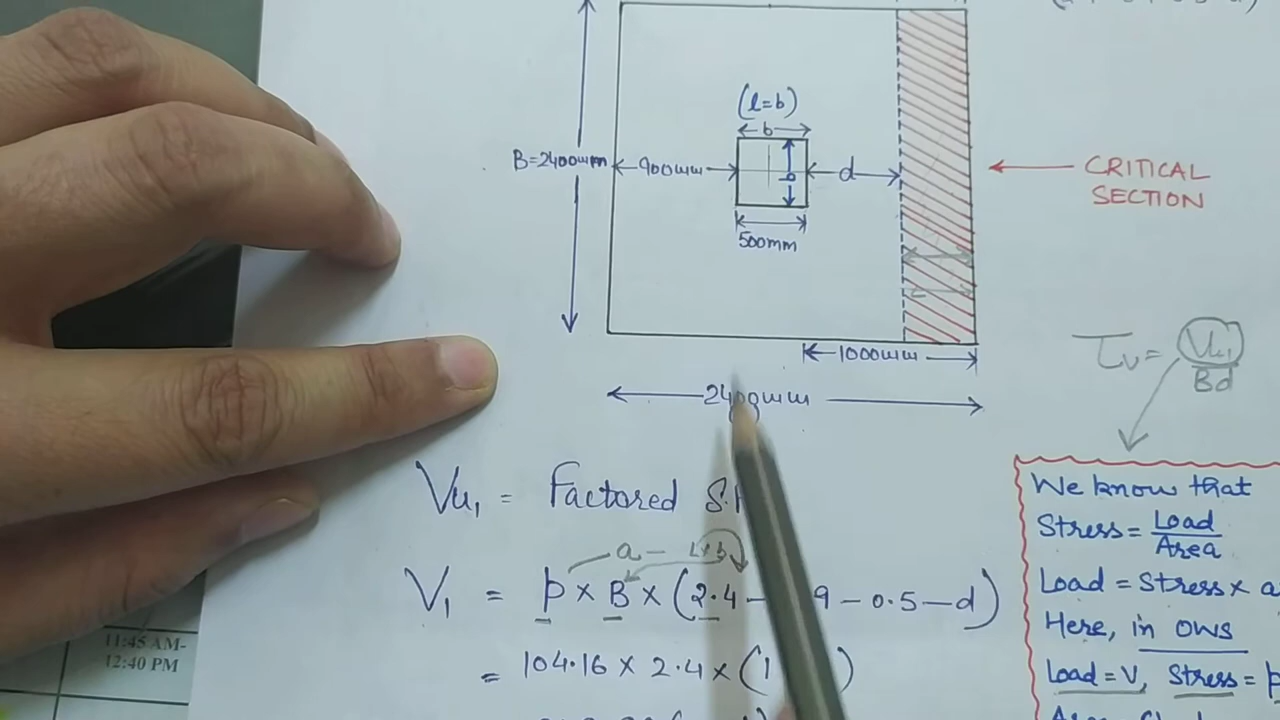 (l=b)
b
B=2400mm
900mm
b
d
500mm
CRITICAL
SECTION
1000mm
2400mm
τv = Vu1
Bd
Vu1 = Factored S.
a — L×b
V1 = p × B × (2.4 - 9 - 0.5 - d)
= 104.16 × 2.4 × (1 )
We know that
Stress = Load
Area
Load = Stress × a
Here, in OWS
Load = V, Stress = p
11:45 AM-
12:40 PM